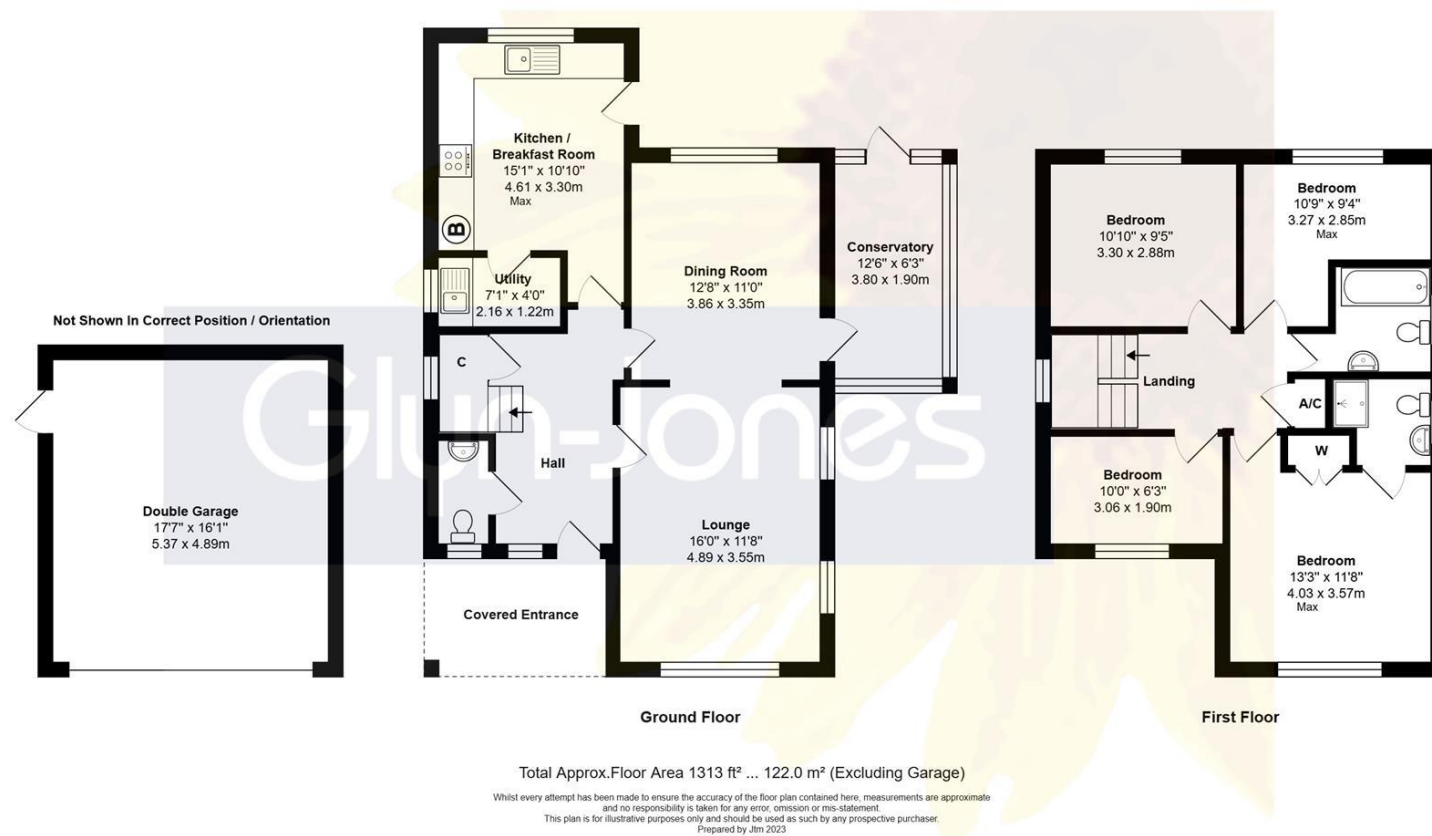 Kitchen /
Breakfast Room
15'1" x 10'10"
4.61 x 3.30m
Max
B
Utility
7'1" x 4'0"
2.16 x 1.22m
Dining Room
12'8" x 11'0"
3.86 x 3.35m
Conservatory
12'6" x 6'3"
3.80 x 1.90m
Bedroom
10'10" x 9'5"
3.30 x 2.88m
Bedroom
10'9" x 9'4"
3.27 x 2.85m
Max
Not Shown In Correct Position / Orientation
C
Landing
A/C
W
Glyn-Jones
Hall
Double Garage
17'7" x 16'1"
5.37 x 4.89m
Lounge
16'0" x 11'8"
4.89 x 3.55m
Bedroom
10'0" x 6'3"
3.06 x 1.90m
Bedroom
13'3" x 11'8"
4.03 x 3.57m
Max
Covered Entrance
Ground Floor
First Floor
Total Approx.Floor Area 1313 ft² ... 122.0 m² (Excluding Garage)
Whilst every attempt has been made to ensure the accuracy of the floor plan contained here, measurements are approximate
and no responsibility is taken for any error, omission or mis-statement.
This plan is for illustrative purposes only and should be used as such by any prospective purchaser.
Prepared by Jtm 2023